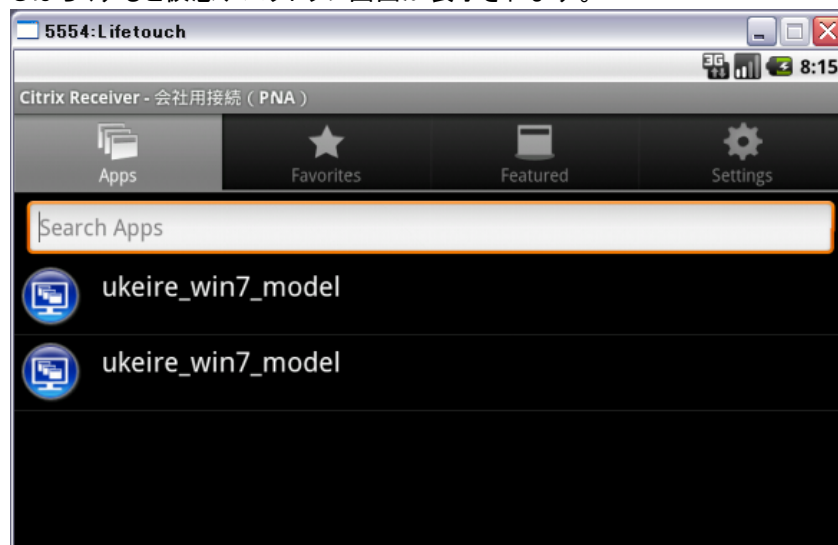 5554:Lifetouch
3G 8:15
Citrix Receiver - 会社用接続（PNA）
Apps Favorites Featured Settings
Search Apps
ukeire_win7_model
ukeire_win7_model